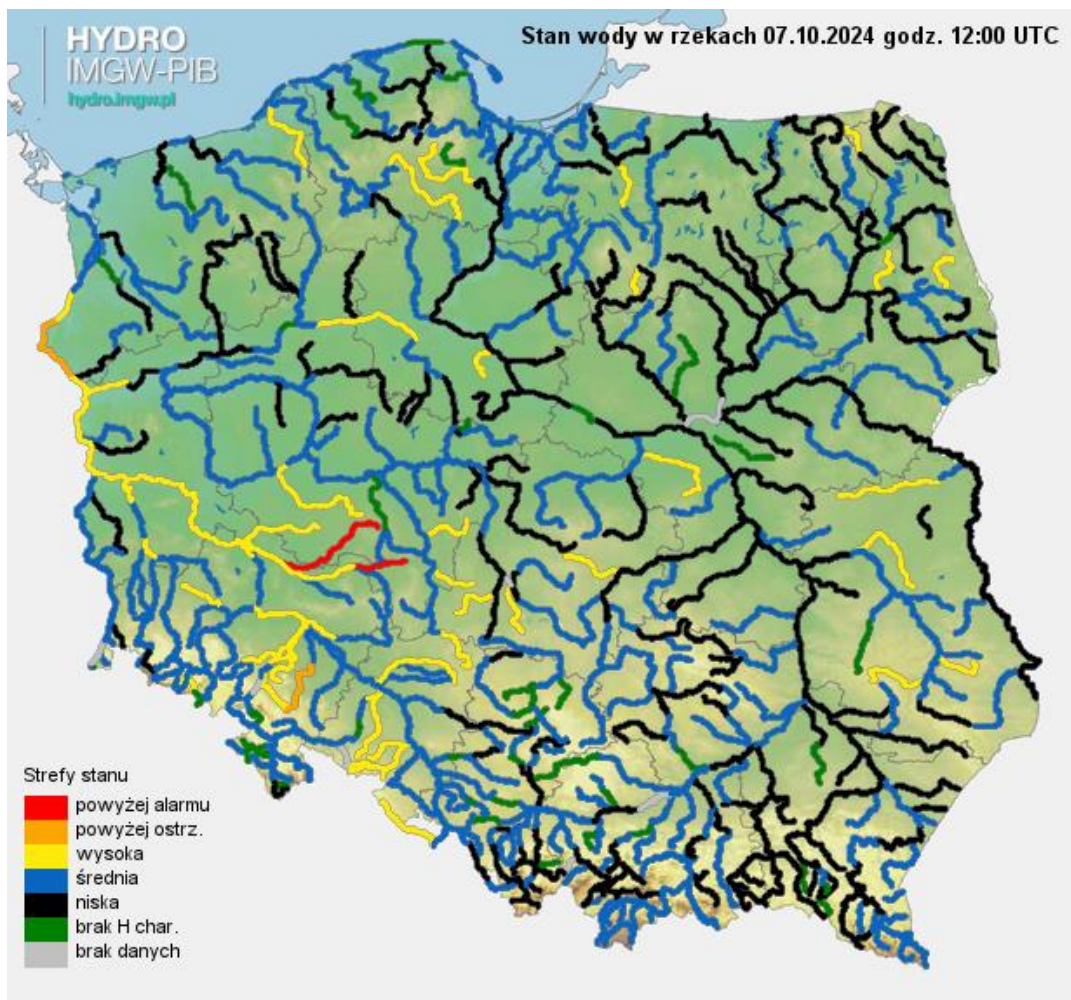 HYDRO
IMGW-PIB
hydro.imgw.pl
Stan wody w rzekach 07.10.2024 godz. 12:00 UTC
Strefy stanu
powyżej alarmu
powyżej ostrz.
wysoka
średnia
niska
brak H char.
brak danych